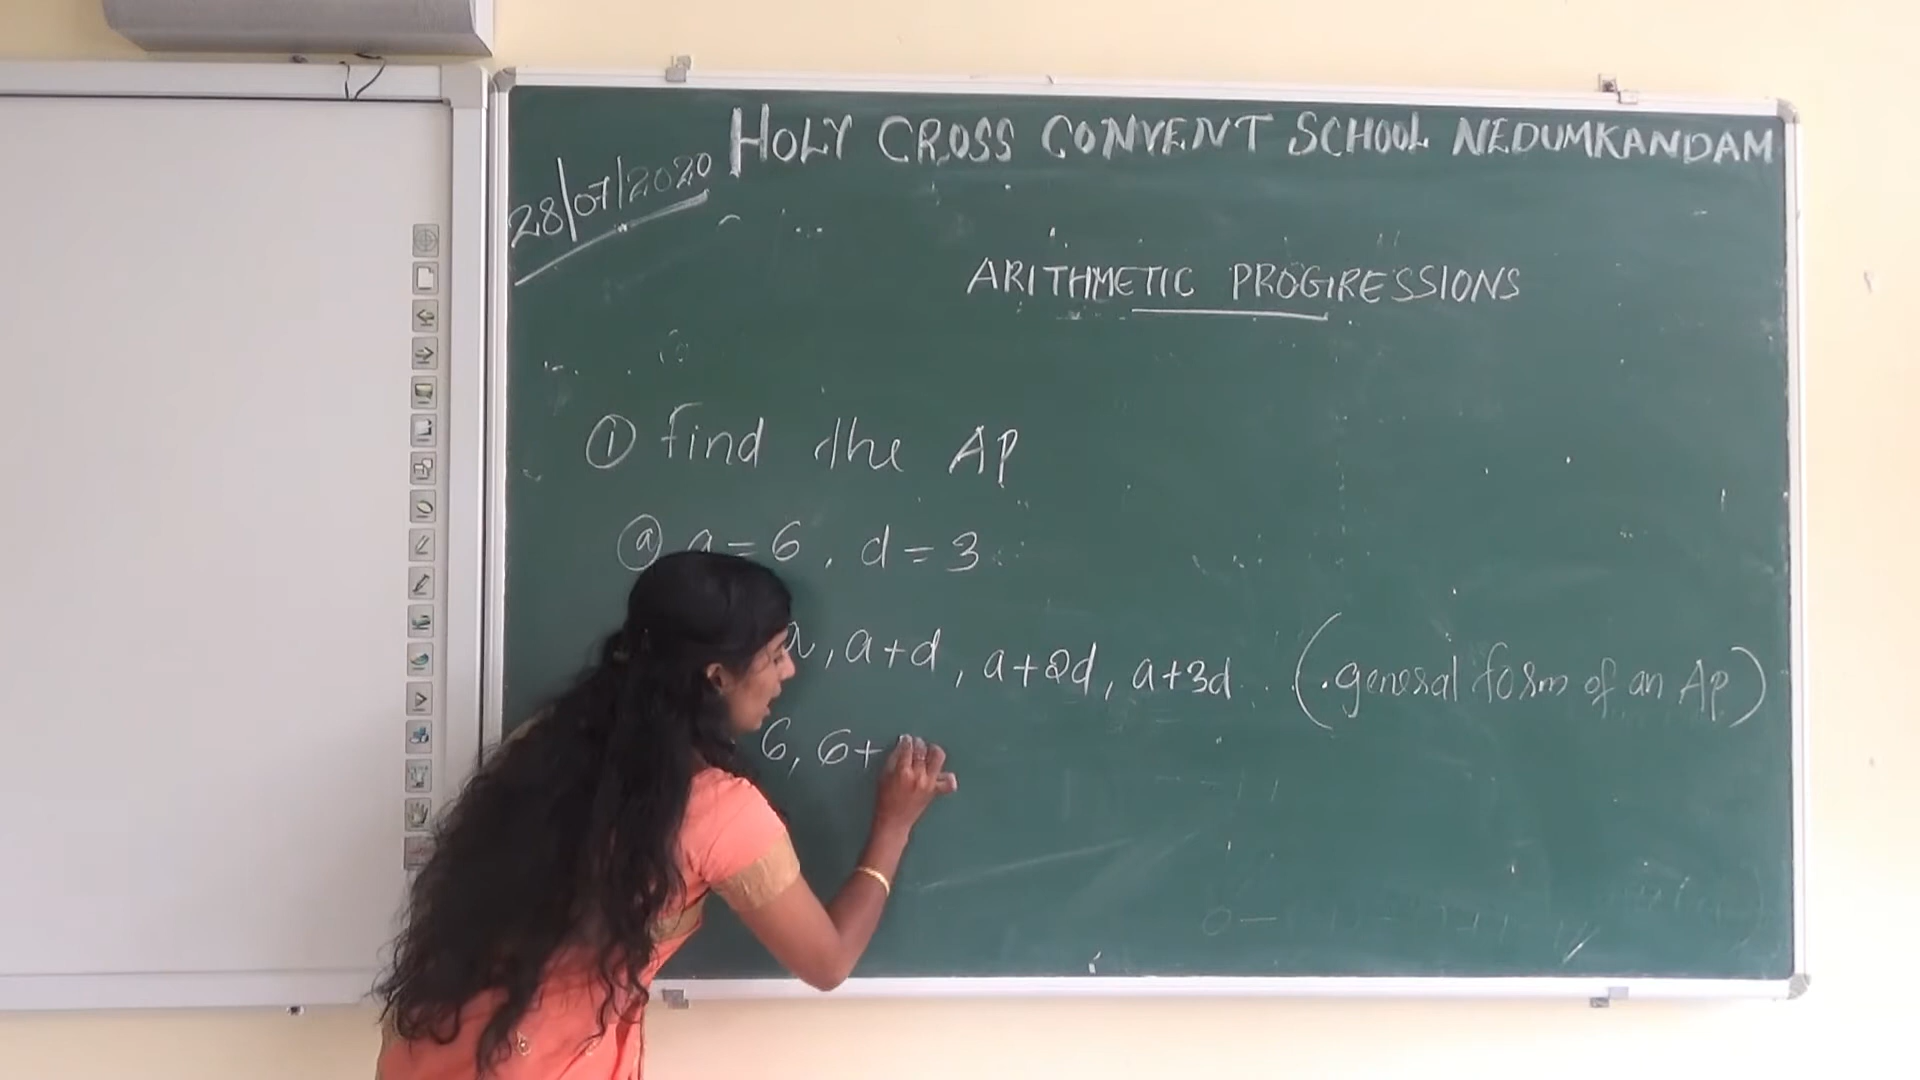 HOLY CROSS CONVENT SCHOOL NEDUMKANDAM
28/07/2020
ARITHMETIC PROGRESSIONS
① find the AP
ⓐ a = 6, d = 3
a, a+d, a+2d, a+3d .. (general form of an AP)
6, 6+